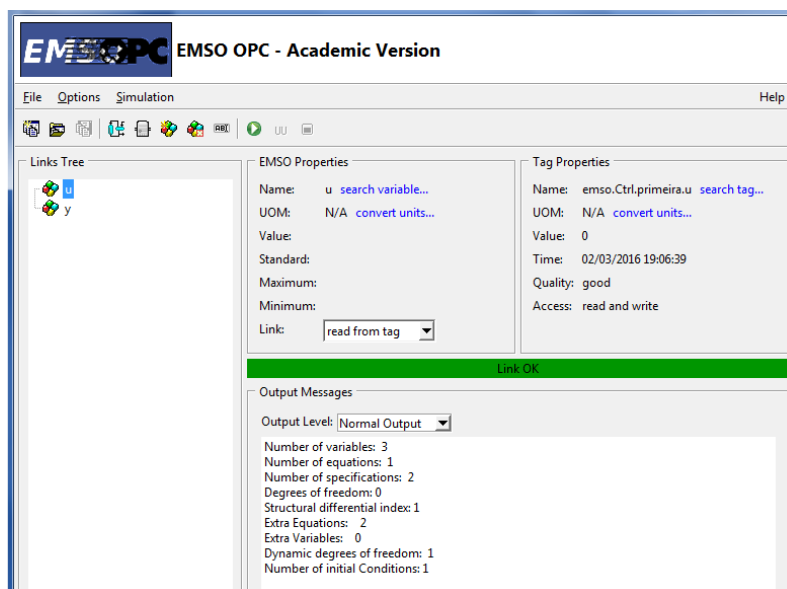 EMSOPC EMSO OPC - Academic Version
File Options Simulation Help
ABI
Links Tree
u
y
EMSO Properties
Name: u search variable...
UOM: N/A convert units...
Value:
Standard:
Maximum:
Minimum:
Link: read from tag
Tag Properties
Name: emso.Ctrl.primeira.u search tag...
UOM: N/A convert units...
Value: 0
Time: 02/03/2016 19:06:39
Quality: good
Access: read and write
Link OK
Output Messages
Output Level: Normal Output
Number of variables: 3
Number of equations: 1
Number of specifications: 2
Degrees of freedom: 0
Structural differential index: 1
Extra Equations: 2
Extra Variables: 0
Dynamic degrees of freedom: 1
Number of initial Conditions: 1